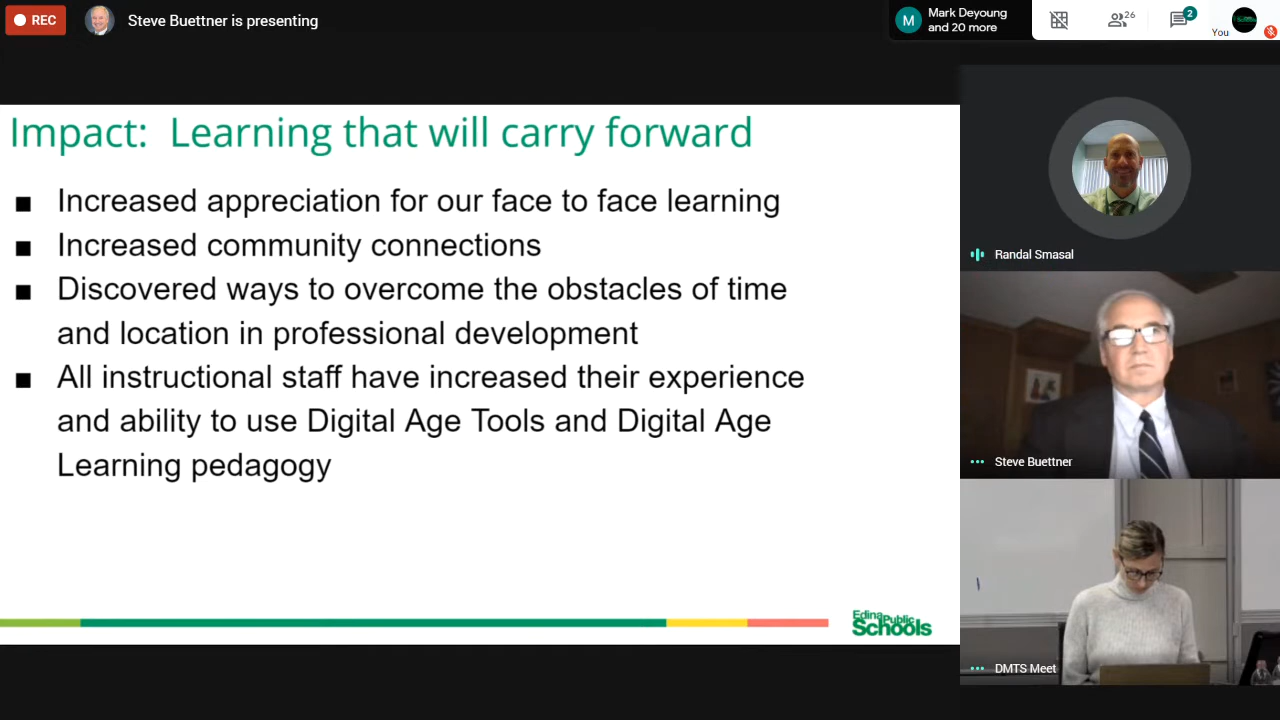 REC
Steve Buettner is presenting
M
Mark Deyoung
and 20 more
26
2
You
Impact: Learning that will carry forward
■ Increased appreciation for our face to face learning
■ Increased community connections
■ Discovered ways to overcome the obstacles of time
and location in professional development
■ All instructional staff have increased their experience
and ability to use Digital Age Tools and Digital Age
Learning pedagogy
Edina Public
Schools
Randal Smasal
Steve Buettner
DMTS Meet